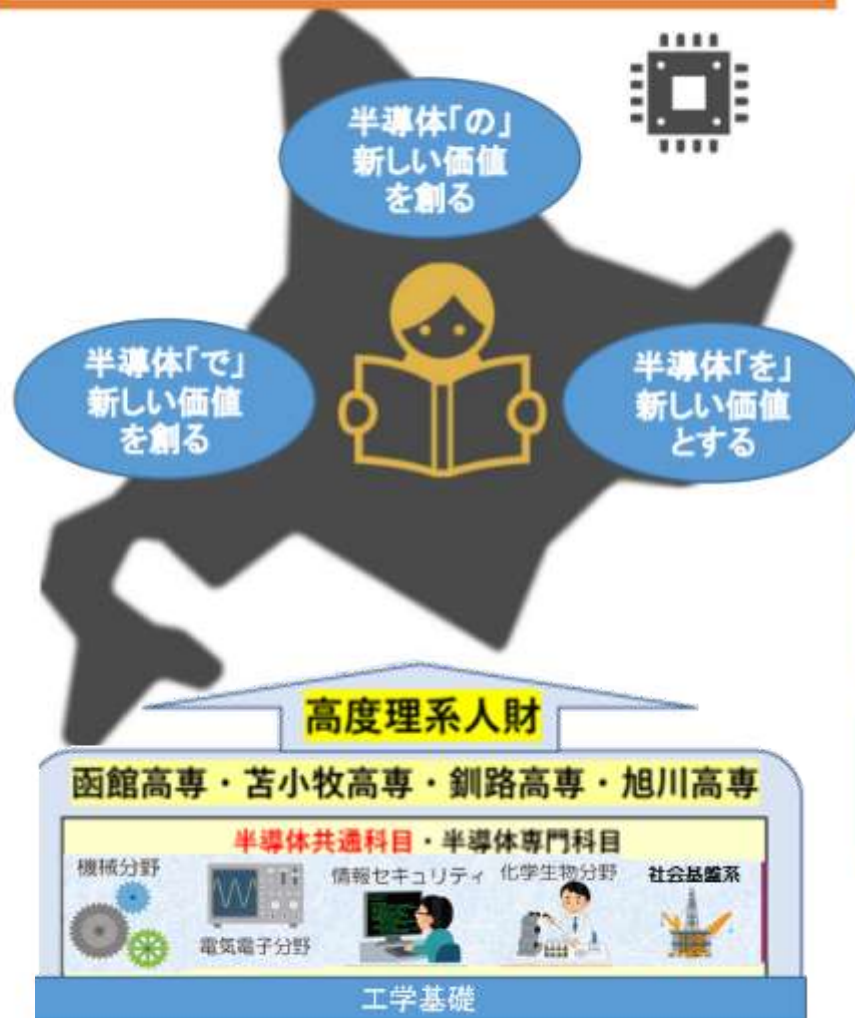 半導体「の」
新しい価値
を創る
半導体「で」
新しい価値
を創る
半導体「を」
新しい価値
とする
高度理系人財
函館高専・苫小牧高専・釧路高専・旭川高専
半導体共通科目・半導体専門科目
機械分野
電気電子分野
情報セキュリティ
化学生物分野
社会基盤系
工学基礎